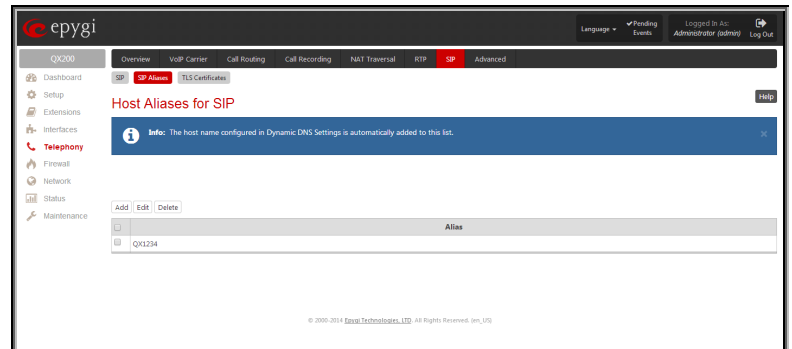 epygi
Language
Pending Events
Logged In As:
Administrator (admin)
Log Out
QX200
Overview VoIP Carrier Call Routing Call Recording NAT Traversal RTP SIP Advanced
Dashboard
Setup
Extensions
Interfaces
Telephony
Firewall
Network
Status
Maintenance
SIP SIP Aliases TLS Certificates
Host Aliases for SIP
Help
Info: The host name configured in Dynamic DNS Settings is automatically added to this list.
Add Edit Delete
Alias
QX1234
© 2000-2014 Epygi Technologies, LTD. All Rights Reserved. (en_US)